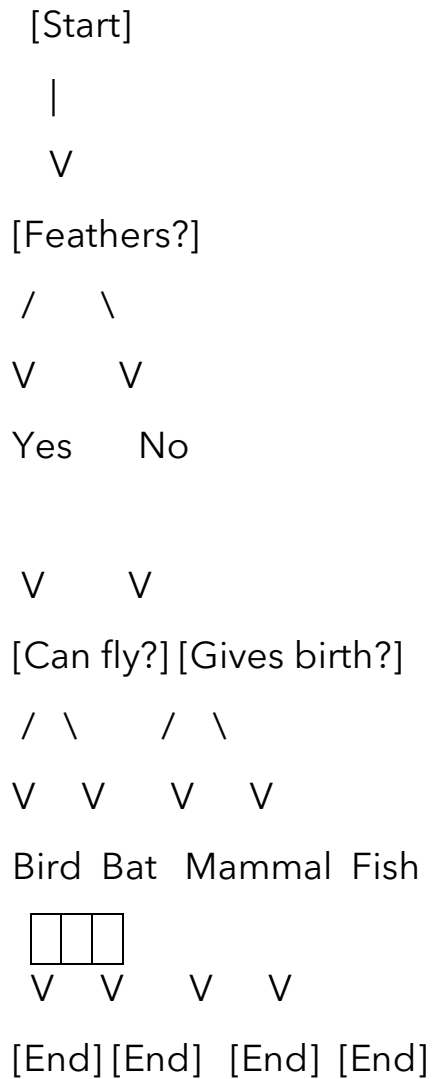 [Start]
|
V
[Feathers?]
/ \
V V
Yes No
V V
[Can fly?] [Gives birth?]
/ \ / \
V V V V
Bird Bat Mammal Fish
V V V V
[End] [End] [End] [End]